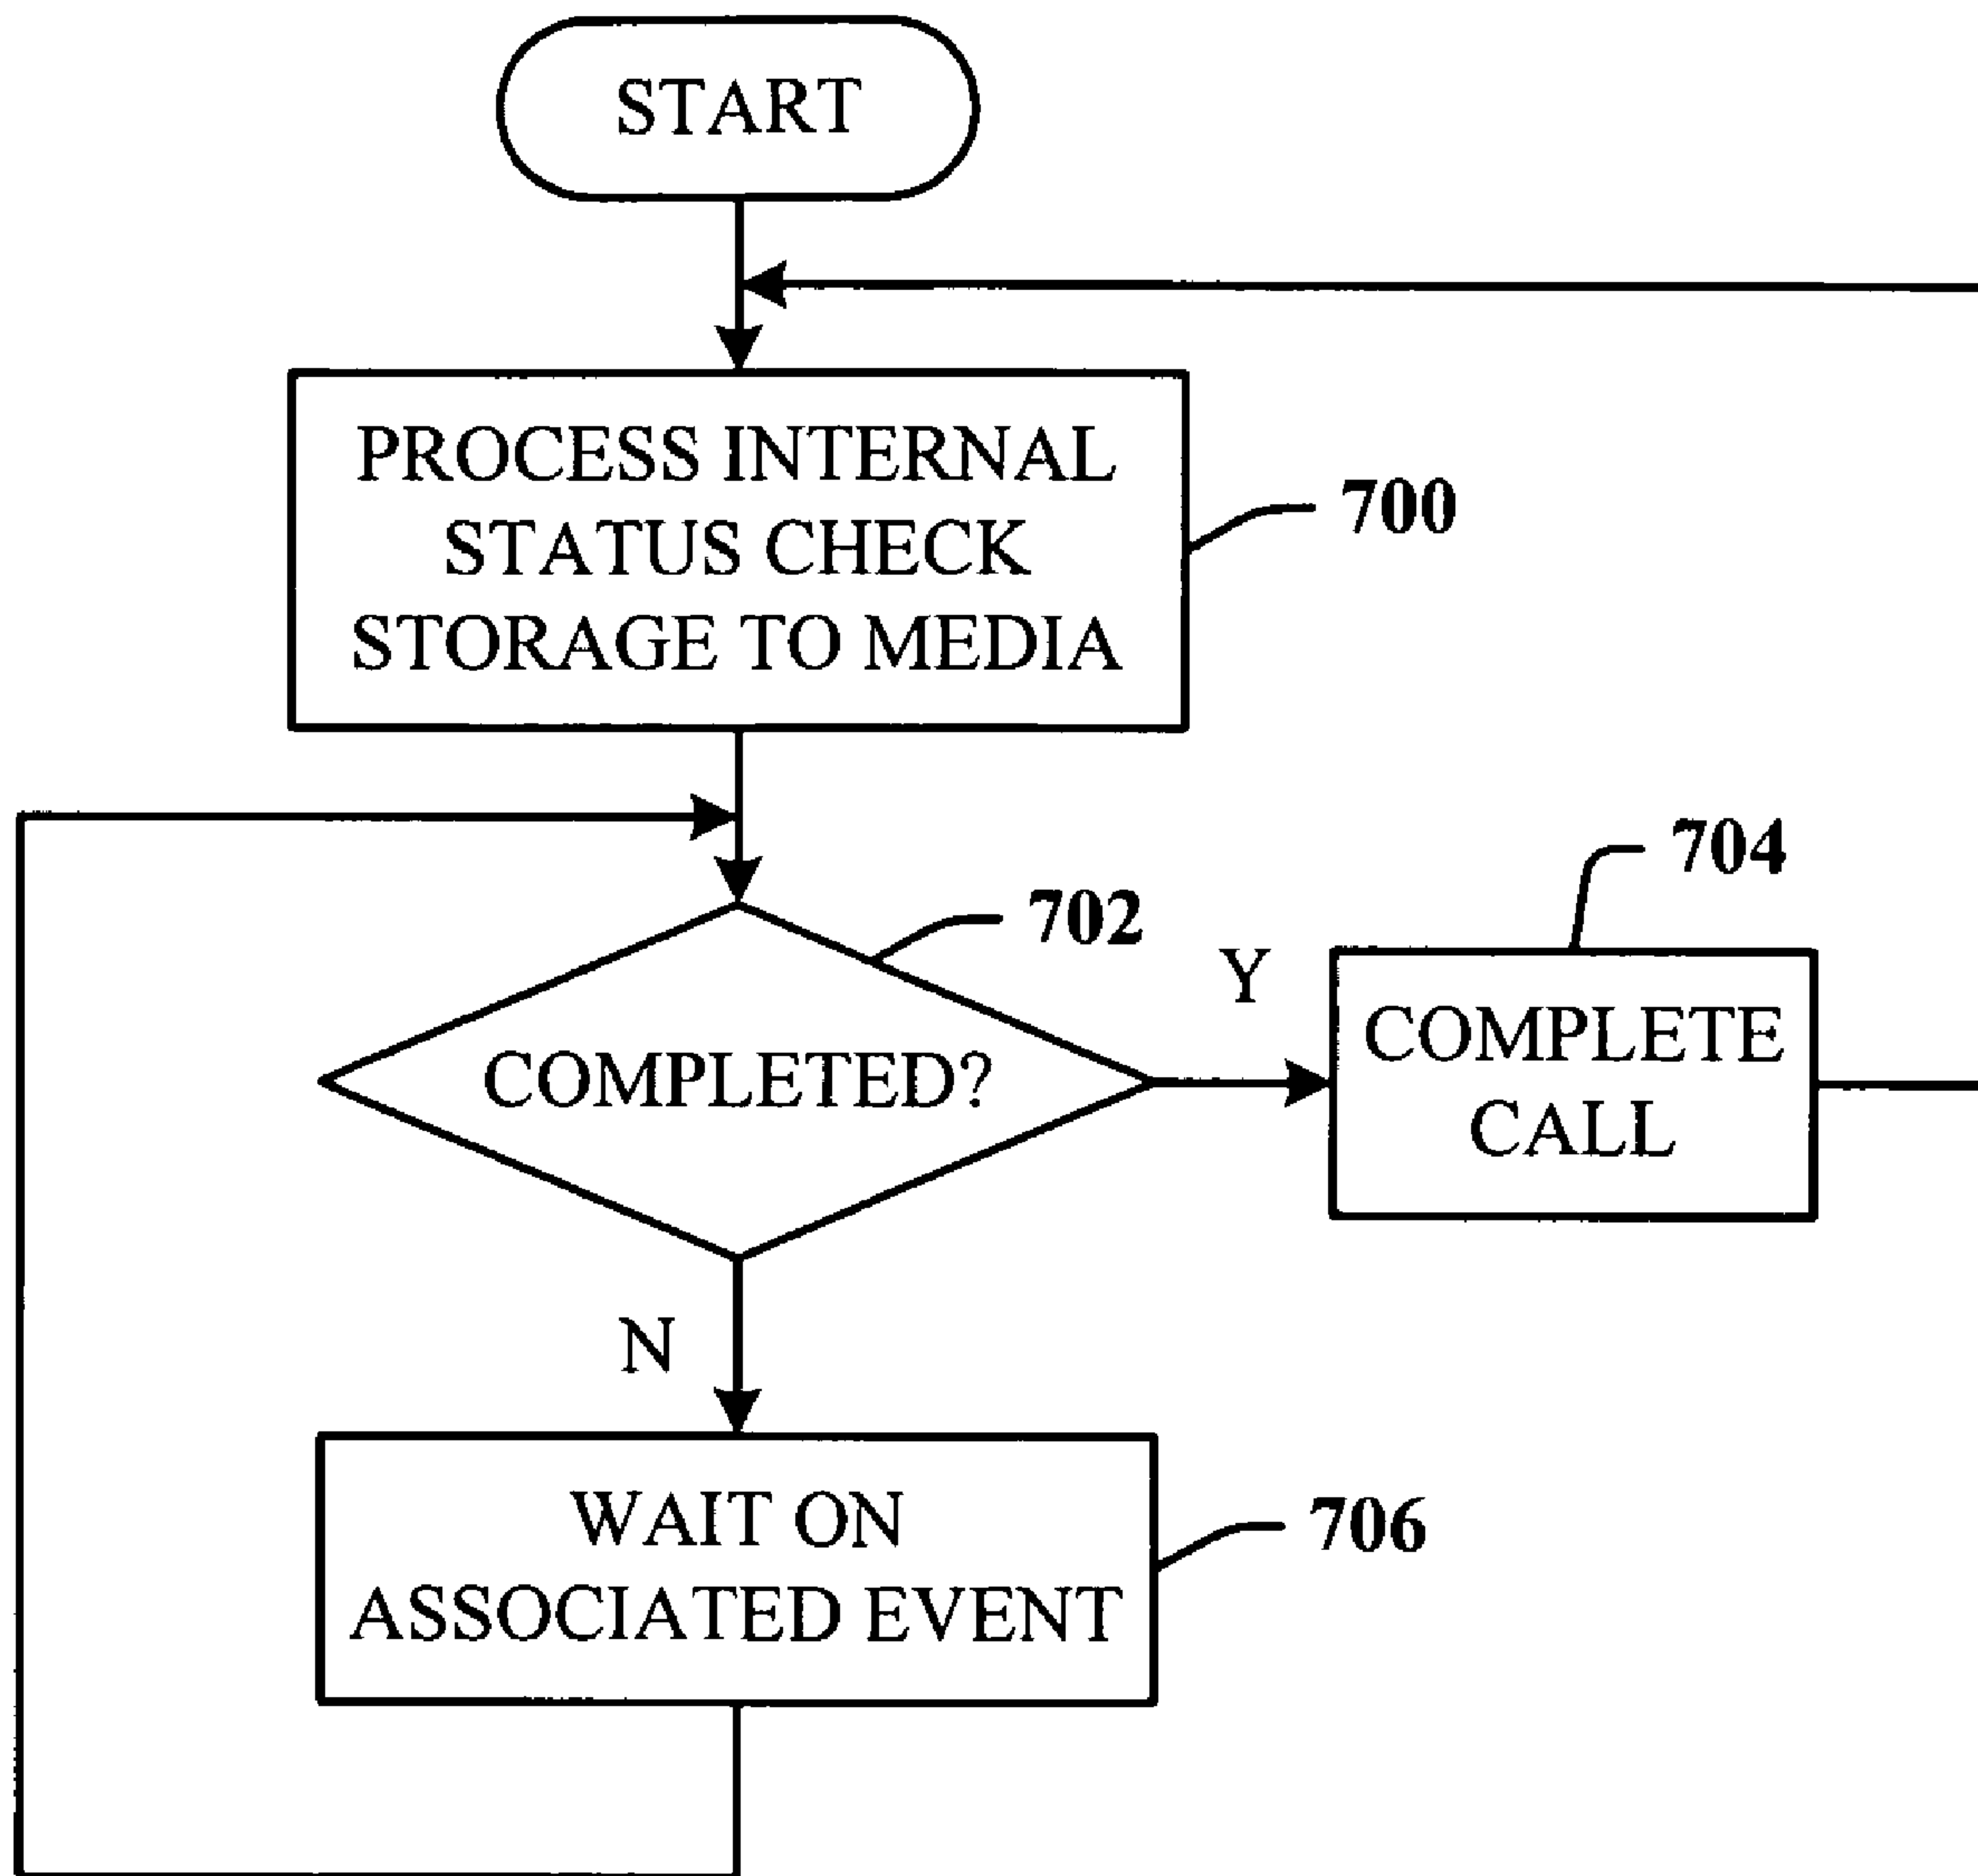 START
PROCESS INTERNAL
STATUS CHECK
STORAGE TO MEDIA
700
702
COMPLETED?
Y
704
COMPLETE
CALL
N
WAIT ON
ASSOCIATED EVENT
706